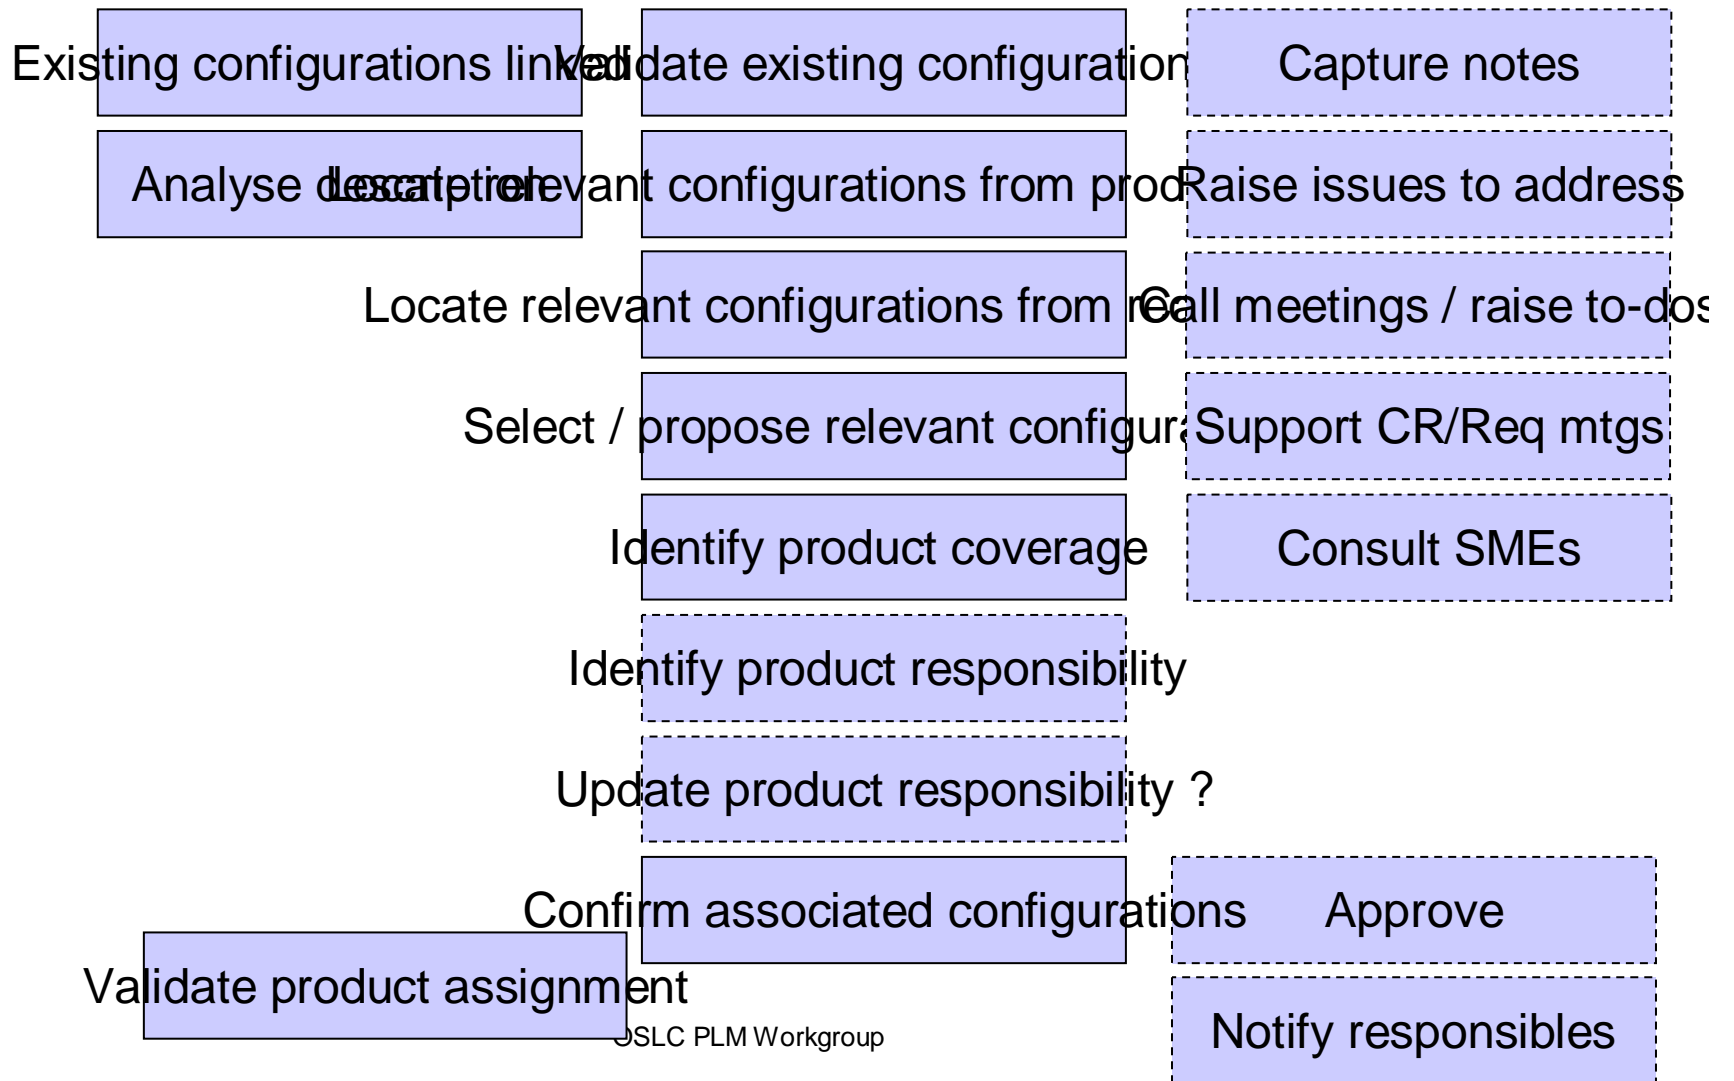 Existing configurations linked
Validate existing configuration
Capture notes
Analyse description
Locate relevant configurations from prod
Raise issues to address
Locate relevant configurations from req
Call meetings / raise to-dos
Select / propose relevant configura
Support CR/Req mtgs
Identify product coverage
Consult SMEs
Identify product responsibility
Update product responsibility ?
Confirm associated configurations
Approve
Validate product assignment
OSLC PLM Workgroup
Notify responsibles